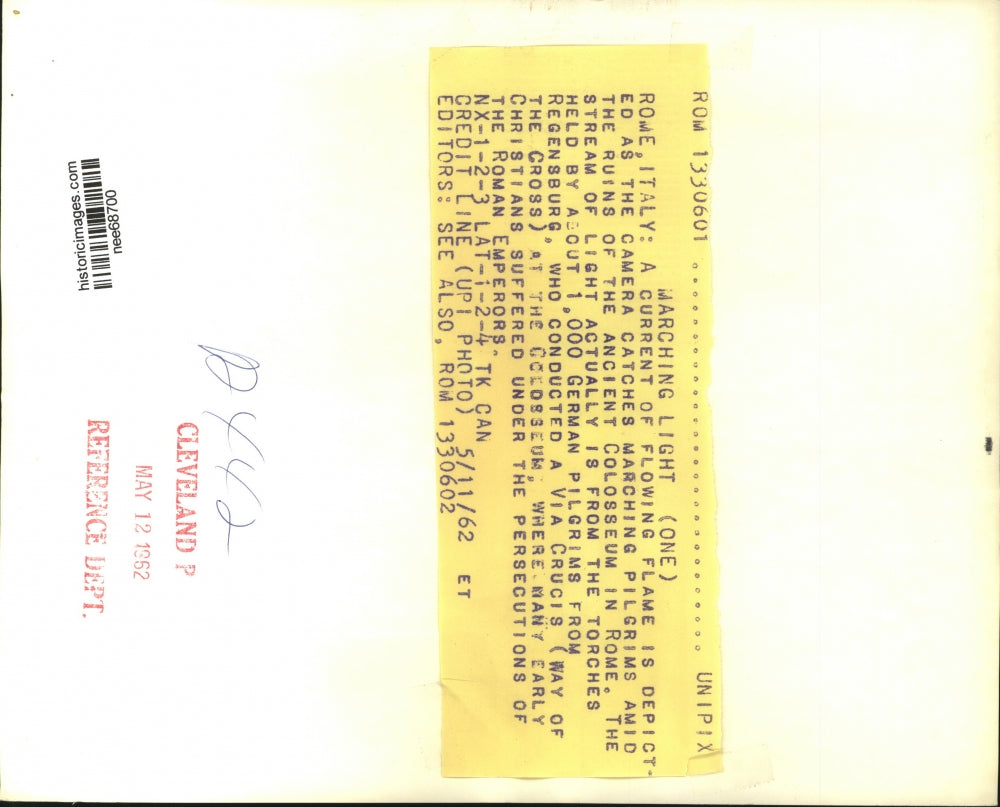 ROM 1330601 ........................... UNIPIX
MARCHING LIGHT (ONE)
ROME, ITALY: A CURRENT OF FLOWING FLAME IS DEPICT-
ED AS THE CAMERA CATCHES MARCHING PILGRIMS AMID
THE RUINS OF THE ANCIENT COLOSSEUM IN ROME. THE
STREAM OF LIGHT ACTUALLY IS FROM THE TORCHES
HELD BY ABOUT 1,000 GERMAN PILGRIMS FROM
REGENSBURG, WHO CONDUCTED A VIA CRUCIS (WAY OF
THE CROSS) AT THE COLOSSEUM, WHERE MANY EARLY
CHRISTIANS SUFFERED UNDER THE PERSECUTIONS OF
THE ROMAN EMPERORS.
NX-1-2-3 LAT-1-2-4 TK CAN
CREDIT LINE (UPI PHOTO) 5/11/62 ET
EDITORS: SEE ALSO, ROM 1330602
CLEVELAND P
MAY 12 1962
REFERENCE DEPT.
historicimages.com
nee68700